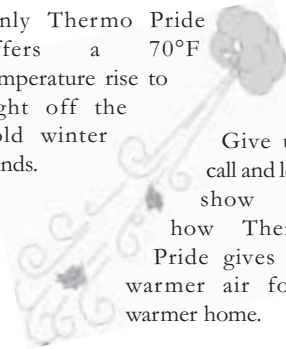 nly Thermo Pride
ffers a 70°F
mperature rise to
ght off the
old winter
nds.
Give u
call and le
show
how Ther
Pride gives
warmer air fo
warmer home.